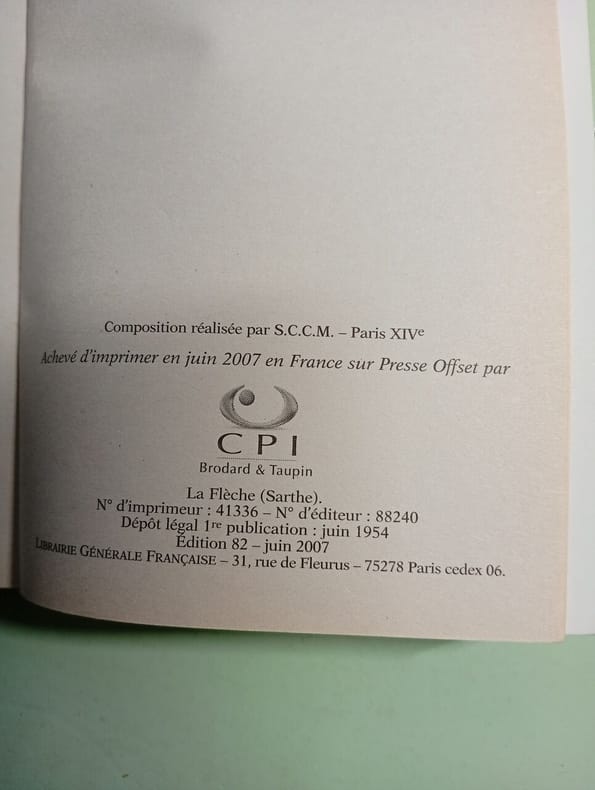 Composition réalisée par S.C.C.M. – Paris XIVe
Achevé d'imprimer en juin 2007 en France sur Presse Offset par
CPI
Brodard & Taupin
La Flèche (Sarthe).
N° d'imprimeur : 41336 – N° d'éditeur : 88240
Dépôt légal 1re publication : juin 1954
Édition 82 – juin 2007
LIBRAIRIE GÉNÉRALE FRANÇAISE – 31, rue de Fleurus – 75278 Paris cedex 06.